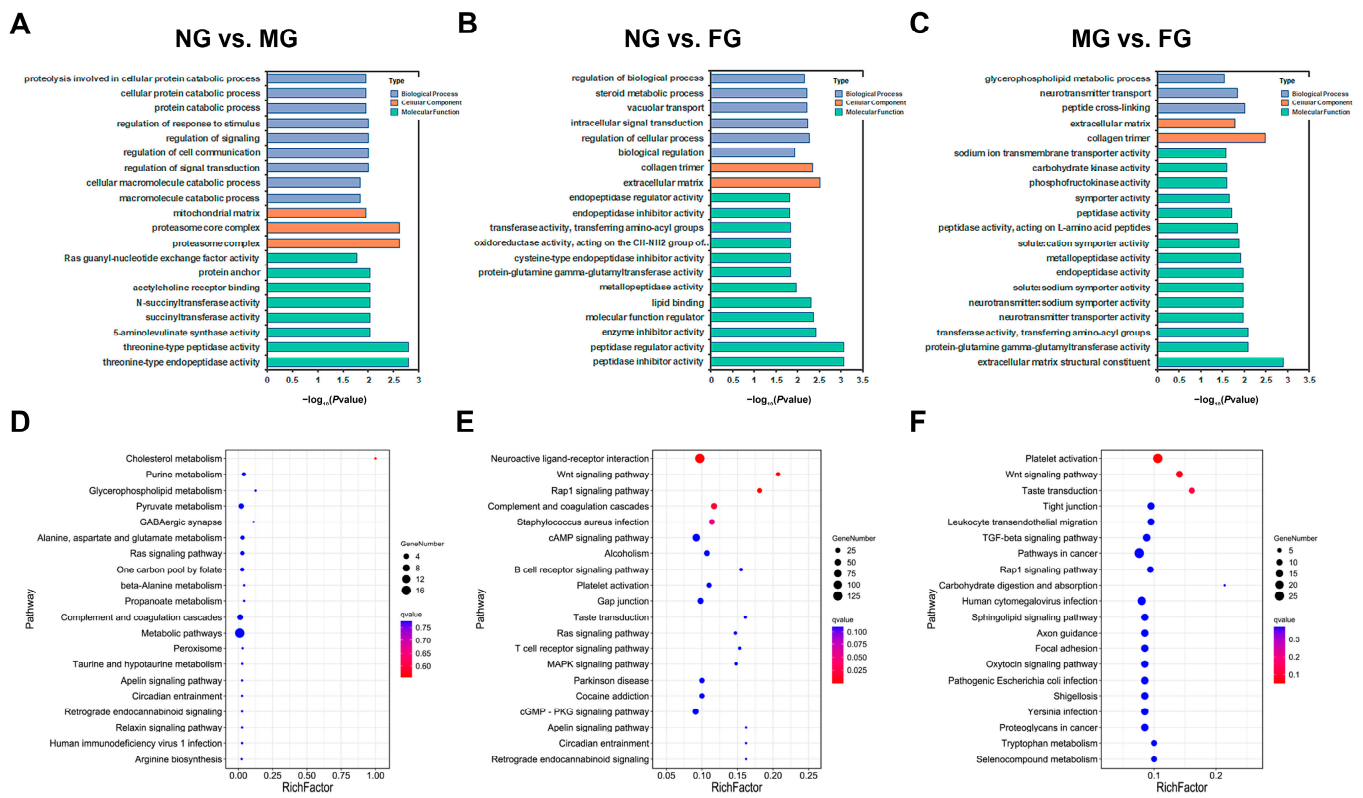 A
NG vs. MG
proteolysis involved in cellular protein catabolic process
cellular protein catabolic process
protein catabolic process
regulation of response to stimulus
regulation of signaling
regulation of cell communication
regulation of signal transduction
cellular macromolecule catabolic process
macromolecule catabolic process
mitochondrial matrix
proteasome core complex
proteasome complex
Ras guanyl-nucleotide exchange factor activity
protein anchor
acetylcholine receptor binding
N-succinyltransferase activity
succinyltransferase activity
5-aminolevulinate synthase activity
threonine-type peptidase activity
threonine-type endopeptidase activity
Type
Biological Process
Cellular Component
Molecular Function
0 0.5 1 1.5 2 2.5 3
−log₁₀(Pvalue)
B
NG vs. FG
regulation of biological process
steroid metabolic process
vacuolar transport
intracellular signal transduction
regulation of cellular process
biological regulation
collagen trimer
extracellular matrix
endopeptidase regulator activity
endopeptidase inhibitor activity
transferase activity, transferring amino-acyl groups
oxidoreductase activity, acting on the CH-NH2 group of..
cysteine-type endopeptidase inhibitor activity
protein-glutamine gamma-glutamyltransferase activity
metallopeptidase activity
lipid binding
molecular function regulator
enzyme inhibitor activity
peptidase regulator activity
peptidase inhibitor activity
Type
Biological Process
Cellular Component
Molecular Function
0 0.5 1 1.5 2 2.5 3 3.5
−log₁₀(Pvalue)
C
MG vs. FG
glycerophospholipid metabolic process
neurotransmitter transport
peptide cross-linking
extracellular matrix
collagen trimer
sodium ion transmembrane transporter activity
carbohydrate kinase activity
phosphofructokinase activity
symporter activity
peptidase activity
peptidase activity, acting on L-amino acid peptides
solute:cation symporter activity
metallopeptidase activity
endopeptidase activity
solute:sodium symporter activity
neurotransmitter:sodium symporter activity
neurotransmitter transporter activity
transferase activity, transferring amino-acyl groups
protein-glutamine gamma-glutamyltransferase activity
extracellular matrix structural constituent
Type
Biological Process
Cellular Component
Molecular Function
0 0.5 1 1.5 2 2.5 3 3.5
−log₁₀(Pvalue)
D
Pathway
Cholesterol metabolism
Purine metabolism
Glycerophospholipid metabolism
Pyruvate metabolism
GABAergic synapse
Alanine, aspartate and glutamate metabolism
Ras signaling pathway
One carbon pool by folate
beta-Alanine metabolism
Propanoate metabolism
Complement and coagulation cascades
Metabolic pathways
Peroxisome
Taurine and hypotaurine metabolism
Apelin signaling pathway
Circadian entrainment
Retrograde endocannabinoid signaling
Relaxin signaling pathway
Human immunodeficiency virus 1 infection
Arginine biosynthesis
0.00 0.25 0.50 0.75 1.00
RichFactor
GeneNumber
4
8
12
16
qvalue
0.75
0.70
0.65
0.60
E
Pathway
Neuroactive ligand-receptor interaction
Wnt signaling pathway
Rap1 signaling pathway
Complement and coagulation cascades
Staphylococcus aureus infection
cAMP signaling pathway
Alcoholism
B cell receptor signaling pathway
Platelet activation
Gap junction
Taste transduction
Ras signaling pathway
T cell receptor signaling pathway
MAPK signaling pathway
Parkinson disease
Cocaine addiction
cGMP - PKG signaling pathway
Apelin signaling pathway
Circadian entrainment
Retrograde endocannabinoid signaling
0.05 0.10 0.15 0.20 0.25
RichFactor
GeneNumber
25
50
75
100
125
qvalue
0.100
0.075
0.050
0.025
F
Pathway
Platelet activation
Wnt signaling pathway
Taste transduction
Tight junction
Leukocyte transendothelial migration
TGF-beta signaling pathway
Pathways in cancer
Rap1 signaling pathway
Carbohydrate digestion and absorption
Human cytomegalovirus infection
Sphingolipid signaling pathway
Axon guidance
Focal adhesion
Oxytocin signaling pathway
Pathogenic Escherichia coli infection
Shigellosis
Yersinia infection
Proteoglycans in cancer
Tryptophan metabolism
Selenocompound metabolism
0.1 0.2
RichFactor
GeneNumber
5
10
15
20
25
qvalue
0.3
0.2
0.1